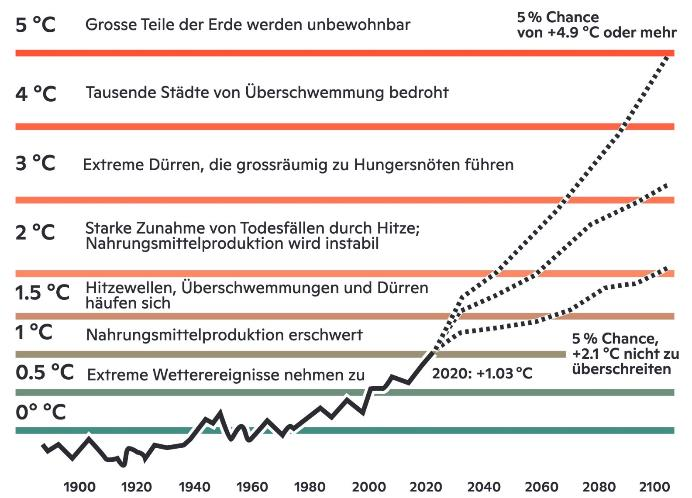 5 °C
Grosse Teile der Erde werden unbewohnbar
5 % Chance
von +4.9 °C oder mehr
4 °C
Tausende Städte von Überschwemmung bedroht
3 °C
Extreme Dürren, die grossräumig zu Hungersnöten führen
2 °C
Starke Zunahme von Todesfällen durch Hitze;
Nahrungsmittelproduktion wird instabil
1.5 °C
Hitzewellen, Überschwemmungen und Dürren
häufen sich
1 °C
Nahrungsmittelproduktion erschwert
5 % Chance,
+2.1 °C nicht zu
überschreiten
0.5 °C
Extreme Wetterereignisse nehmen zu
2020: +1.03 °C
0° °C
1900 1920 1940 1960 1980 2000 2020 2040 2060 2080 2100